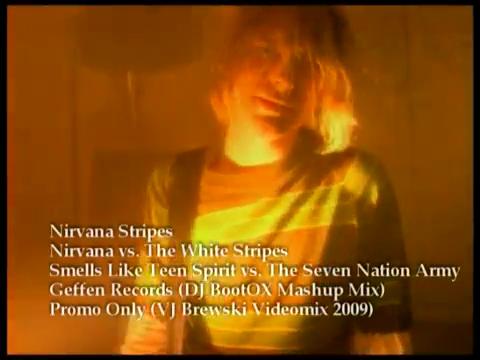 Nirvana Stripes
Nirvana vs. The White Stripes
Smells Like Teen Spirit vs. The Seven Nation Army
Geffen Records (DJ BootOX Mashup Mix)
Promo Only (VJ Brewski Videomix 2009)